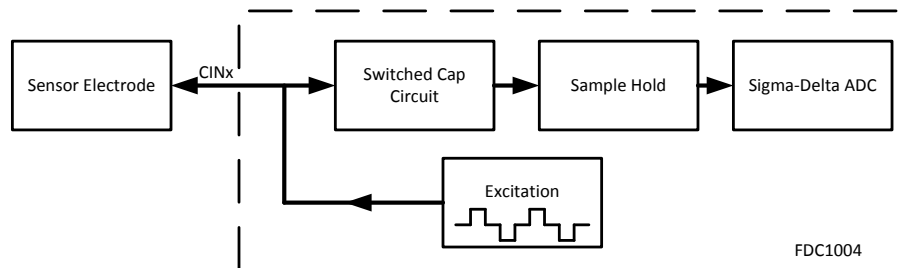 Sensor Electrode
CINx
Switched Cap
Circuit
Sample Hold
Sigma-Delta ADC
Excitation
FDC1004